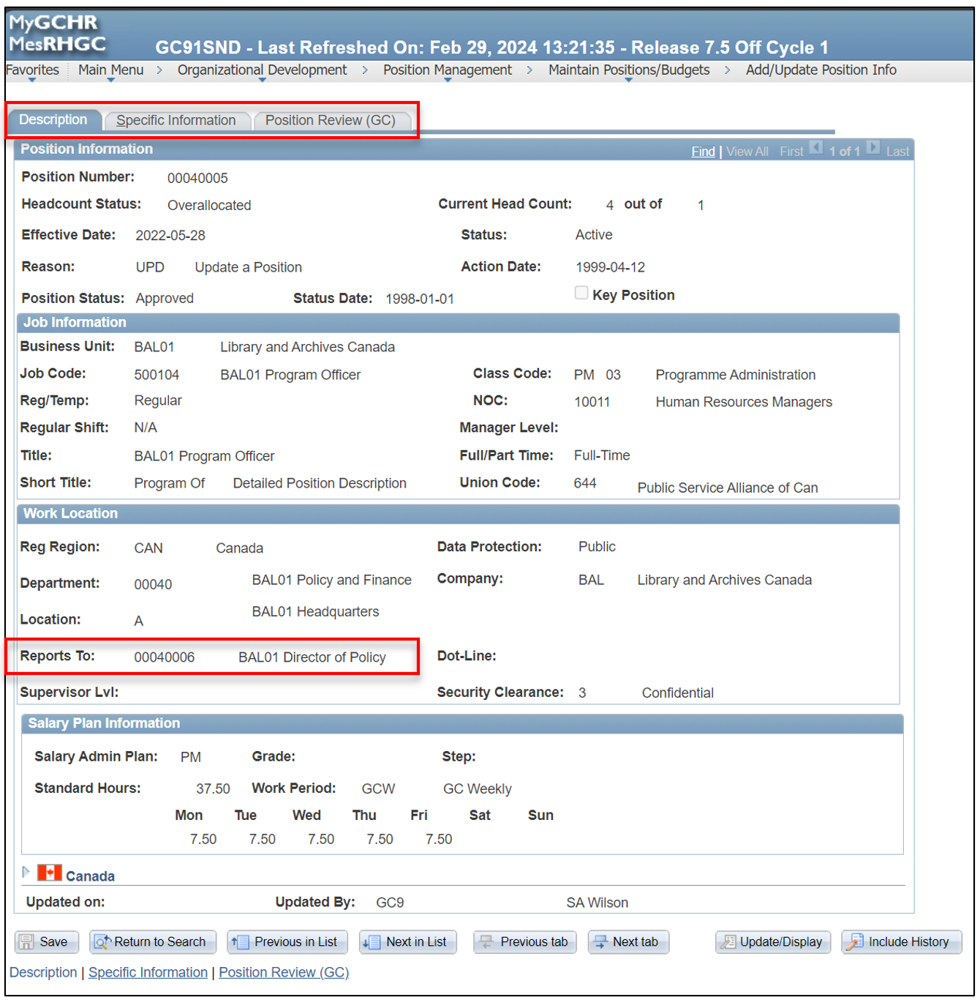 MyGCHR
MesRHGC
GC91SND - Last Refreshed On: Feb 29, 2024 13:21:35 - Release 7.5 Off Cycle 1
Favorites Main Menu > Organizational Development > Position Management > Maintain Positions/Budgets > Add/Update Position Info
Description Specific Information Position Review (GC)
Position Information Find | View All First 1 of 1 Last
Position Number: 00040005
Headcount Status: Overallocated Current Head Count: 4 out of 1
Effective Date: 2022-05-28 Status: Active
Reason: UPD Update a Position Action Date: 1999-04-12
Position Status: Approved Status Date: 1998-01-01 Key Position
Job Information
Business Unit: BAL01 Library and Archives Canada
Job Code: 500104 BAL01 Program Officer Class Code: PM 03 Programme Administration
Reg/Temp: Regular NOC: 10011 Human Resources Managers
Regular Shift: N/A Manager Level:
Title: BAL01 Program Officer Full/Part Time: Full-Time
Short Title: Program Of Detailed Position Description Union Code: 644 Public Service Alliance of Can
Work Location
Reg Region: CAN Canada Data Protection: Public
Department: 00040 BAL01 Policy and Finance Company: BAL Library and Archives Canada
Location: A BAL01 Headquarters
Reports To: 00040006 BAL01 Director of Policy Dot-Line:
Supervisor Lvl: Security Clearance: 3 Confidential
Salary Plan Information
Salary Admin Plan: PM Grade: Step:
Standard Hours: 37.50 Work Period: GCW GC Weekly
Mon Tue Wed Thu Fri Sat Sun
7.50 7.50 7.50 7.50 7.50
Canada
Updated on: Updated By: GC9 SA Wilson
Save Return to Search Previous in List Next in List Previous tab Next tab Update/Display Include History
Description | Specific Information | Position Review (GC)